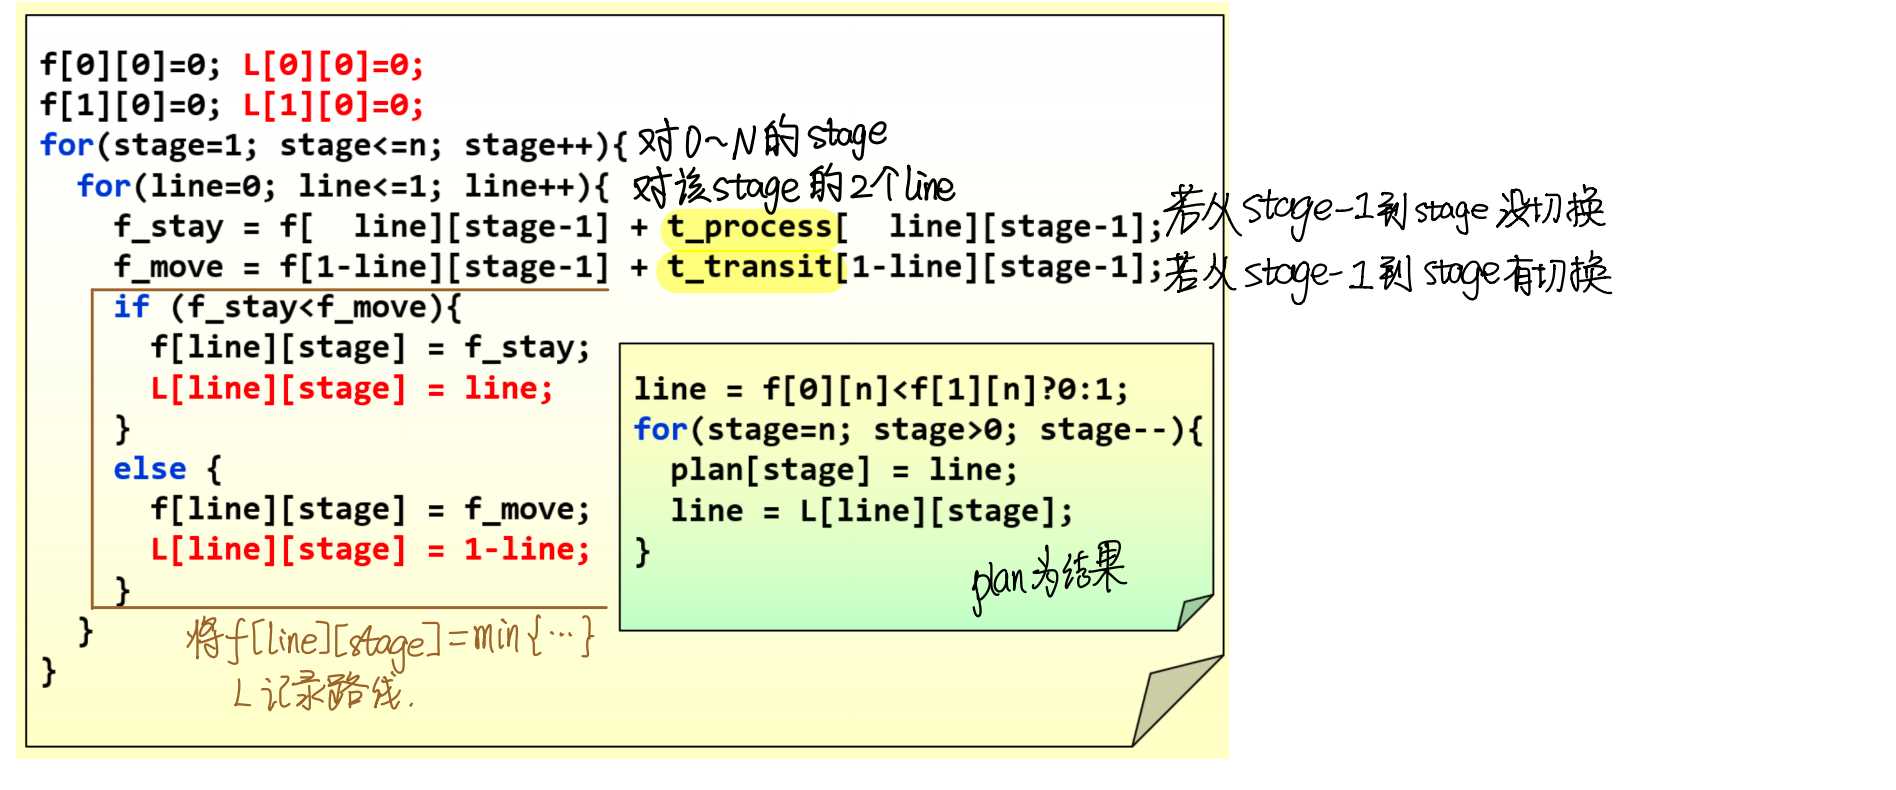 f[0][0]=0; L[0][0]=0;
f[1][0]=0; L[1][0]=0;
for(stage=1; stage<=n; stage++){ 对0~N的stage
for(line=0; line<=1; line++){ 对该stage的2个line
f_stay = f[  line][stage-1] + t_process[  line][stage-1]; 若从stage-1到stage没切换
f_move = f[1-line][stage-1] + t_transit[1-line][stage-1]; 若从stage-1到stage有切换
if (f_stay<f_move){
f[line][stage] = f_stay;
L[line][stage] = line;
}
else {
f[line][stage] = f_move;
L[line][stage] = 1-line;
}
}
}
将f[line][stage]=min{…}
L记录路线.
line = f[0][n]<f[1][n]?0:1;
for(stage=n; stage>0; stage--){
plan[stage] = line;
line = L[line][stage];
}
plan为结果